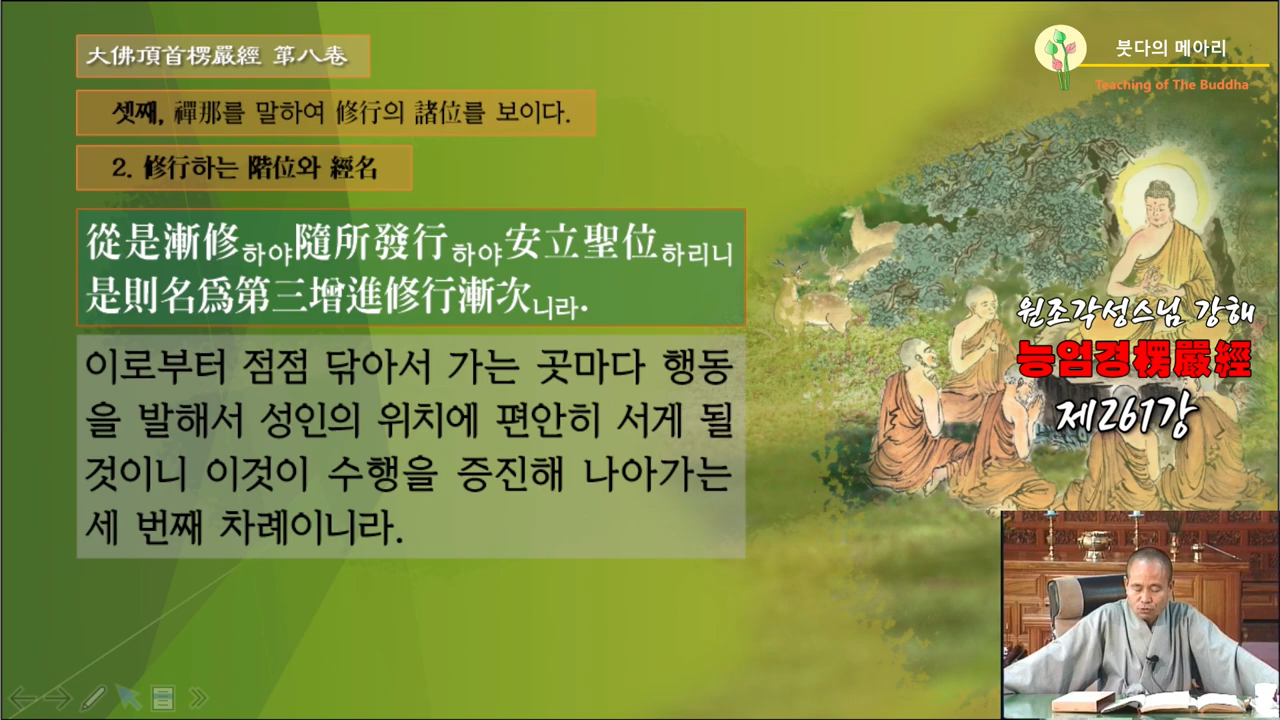 大佛頂首楞嚴經 第八卷
셋째, 禪那를 말하여 修行의 諸位를 보이다.
2. 修行하는 階位와 經名
從是漸修하야隨所發行하야安立聖位하리니
是則名爲第三增進修行漸次니라.
이로부터 점점 닦아서 가는 곳마다 행동
을 발해서 성인의 위치에 편안히 서게 될
것이니 이것이 수행을 증진해 나아가는
세 번째 차례이니라.
붓다의 메아리
Teaching of The Buddha
원조각성스님 강해
능엄경楞嚴經
제261강